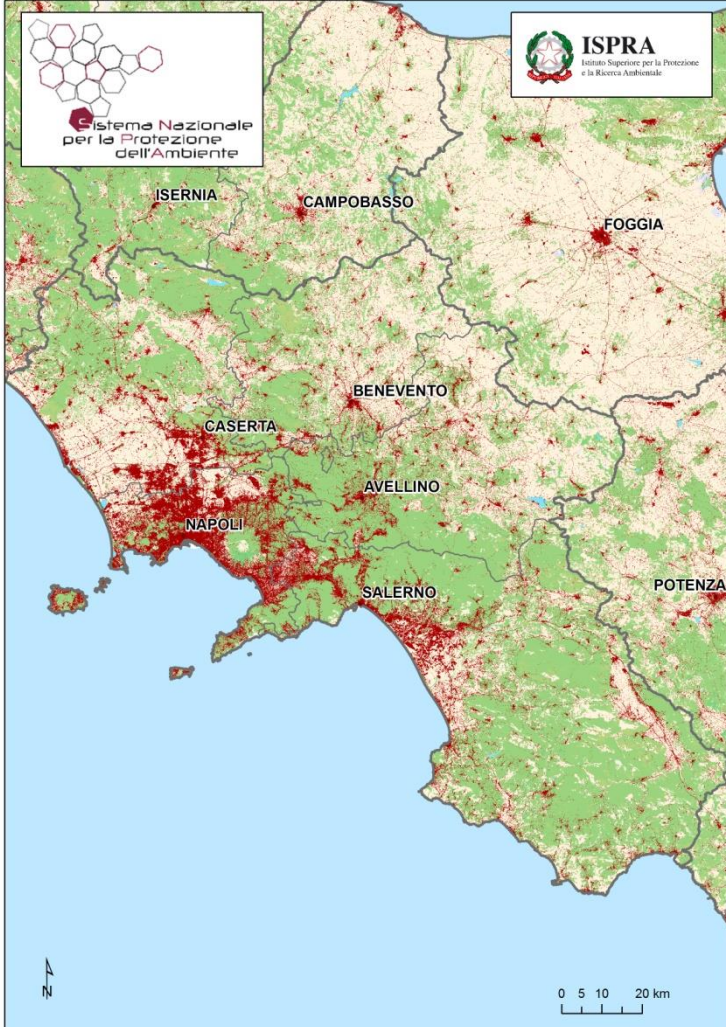 Sistema Nazionale
per la Protezione
dell'Ambiente
ISPRA
Istituto Superiore per la Protezione
e la Ricerca Ambientale
ISERNIA
CAMPOBASSO
FOGGIA
BENEVENTO
CASERTA
AVELLINO
NAPOLI
POTENZA
SALERNO
N
0 5 10 20 km